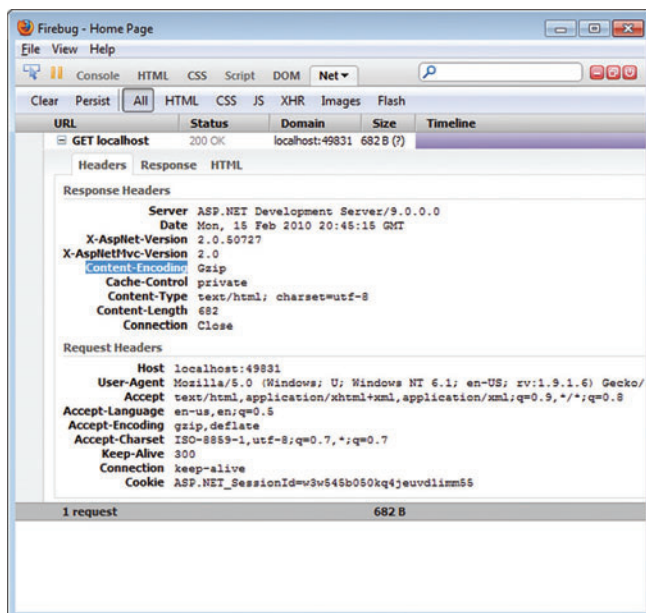 Firebug - Home Page
File View Help
Console HTML CSS Script DOM Net
Clear Persist All HTML CSS JS XHR Images Flash
URL Status Domain Size Timeline
GET localhost 200 OK localhost:49831 682 B (?)
Headers Response HTML
Response Headers
Server ASP.NET Development Server/9.0.0.0
Date Mon, 15 Feb 2010 20:45:15 GMT
X-AspNet-Version 2.0.50727
X-AspNetMvc-Version 2.0
Content-Encoding Gzip
Cache-Control private
Content-Type text/html; charset=utf-8
Content-Length 682
Connection Close
Request Headers
Host localhost:49831
User-Agent Mozilla/5.0 (Windows; U; Windows NT 6.1; en-US; rv:1.9.1.6) Gecko/
Accept text/html,application/xhtml+xml,application/xml;q=0.9,*/*;q=0.8
Accept-Language en-us,en;q=0.5
Accept-Encoding gzip,deflate
Accept-Charset ISO-8859-1,utf-8;q=0.7,*;q=0.7
Keep-Alive 300
Connection keep-alive
Cookie ASP.NET_SessionId=w3w545b050kq4jeuvdlimm55
1 request 682 B